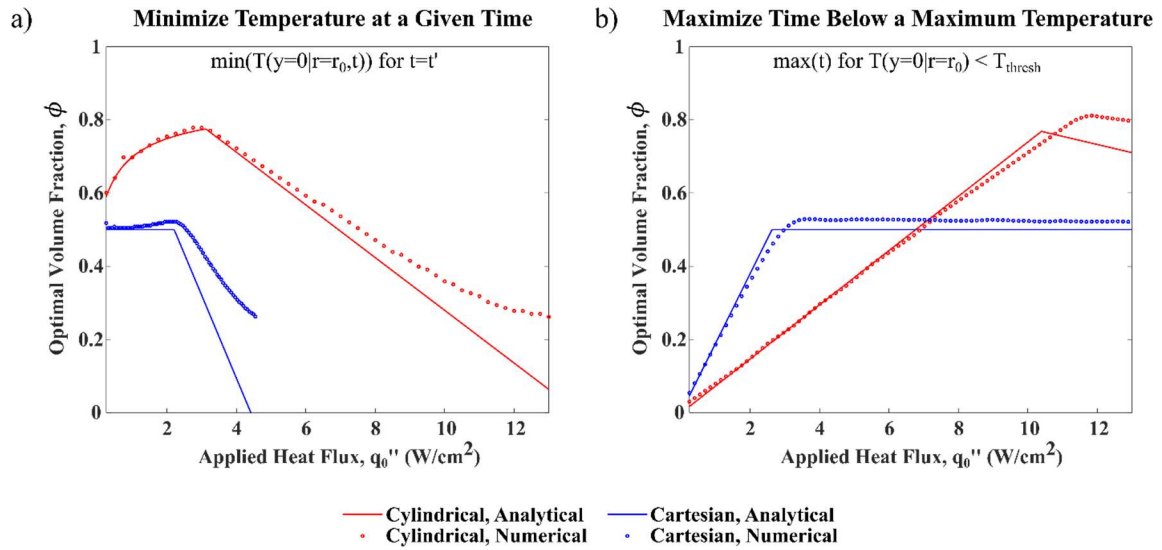 a)
Minimize Temperature at a Given Time
min(T(y=0|r=r₀,t)) for t=t'
Optimal Volume Fraction, ϕ
1
0.8
0.6
0.4
0.2
0
2
4
6
8
10
12
Applied Heat Flux, q₀'' (W/cm²)
b)
Maximize Time Below a Maximum Temperature
max(t) for T(y=0|r=r₀) < Tₜₕᵣₑₛₕ
Optimal Volume Fraction, ϕ
1
0.8
0.6
0.4
0.2
0
2
4
6
8
10
12
Applied Heat Flux, q₀'' (W/cm²)
Cylindrical, Analytical
Cartesian, Analytical
Cylindrical, Numerical
Cartesian, Numerical